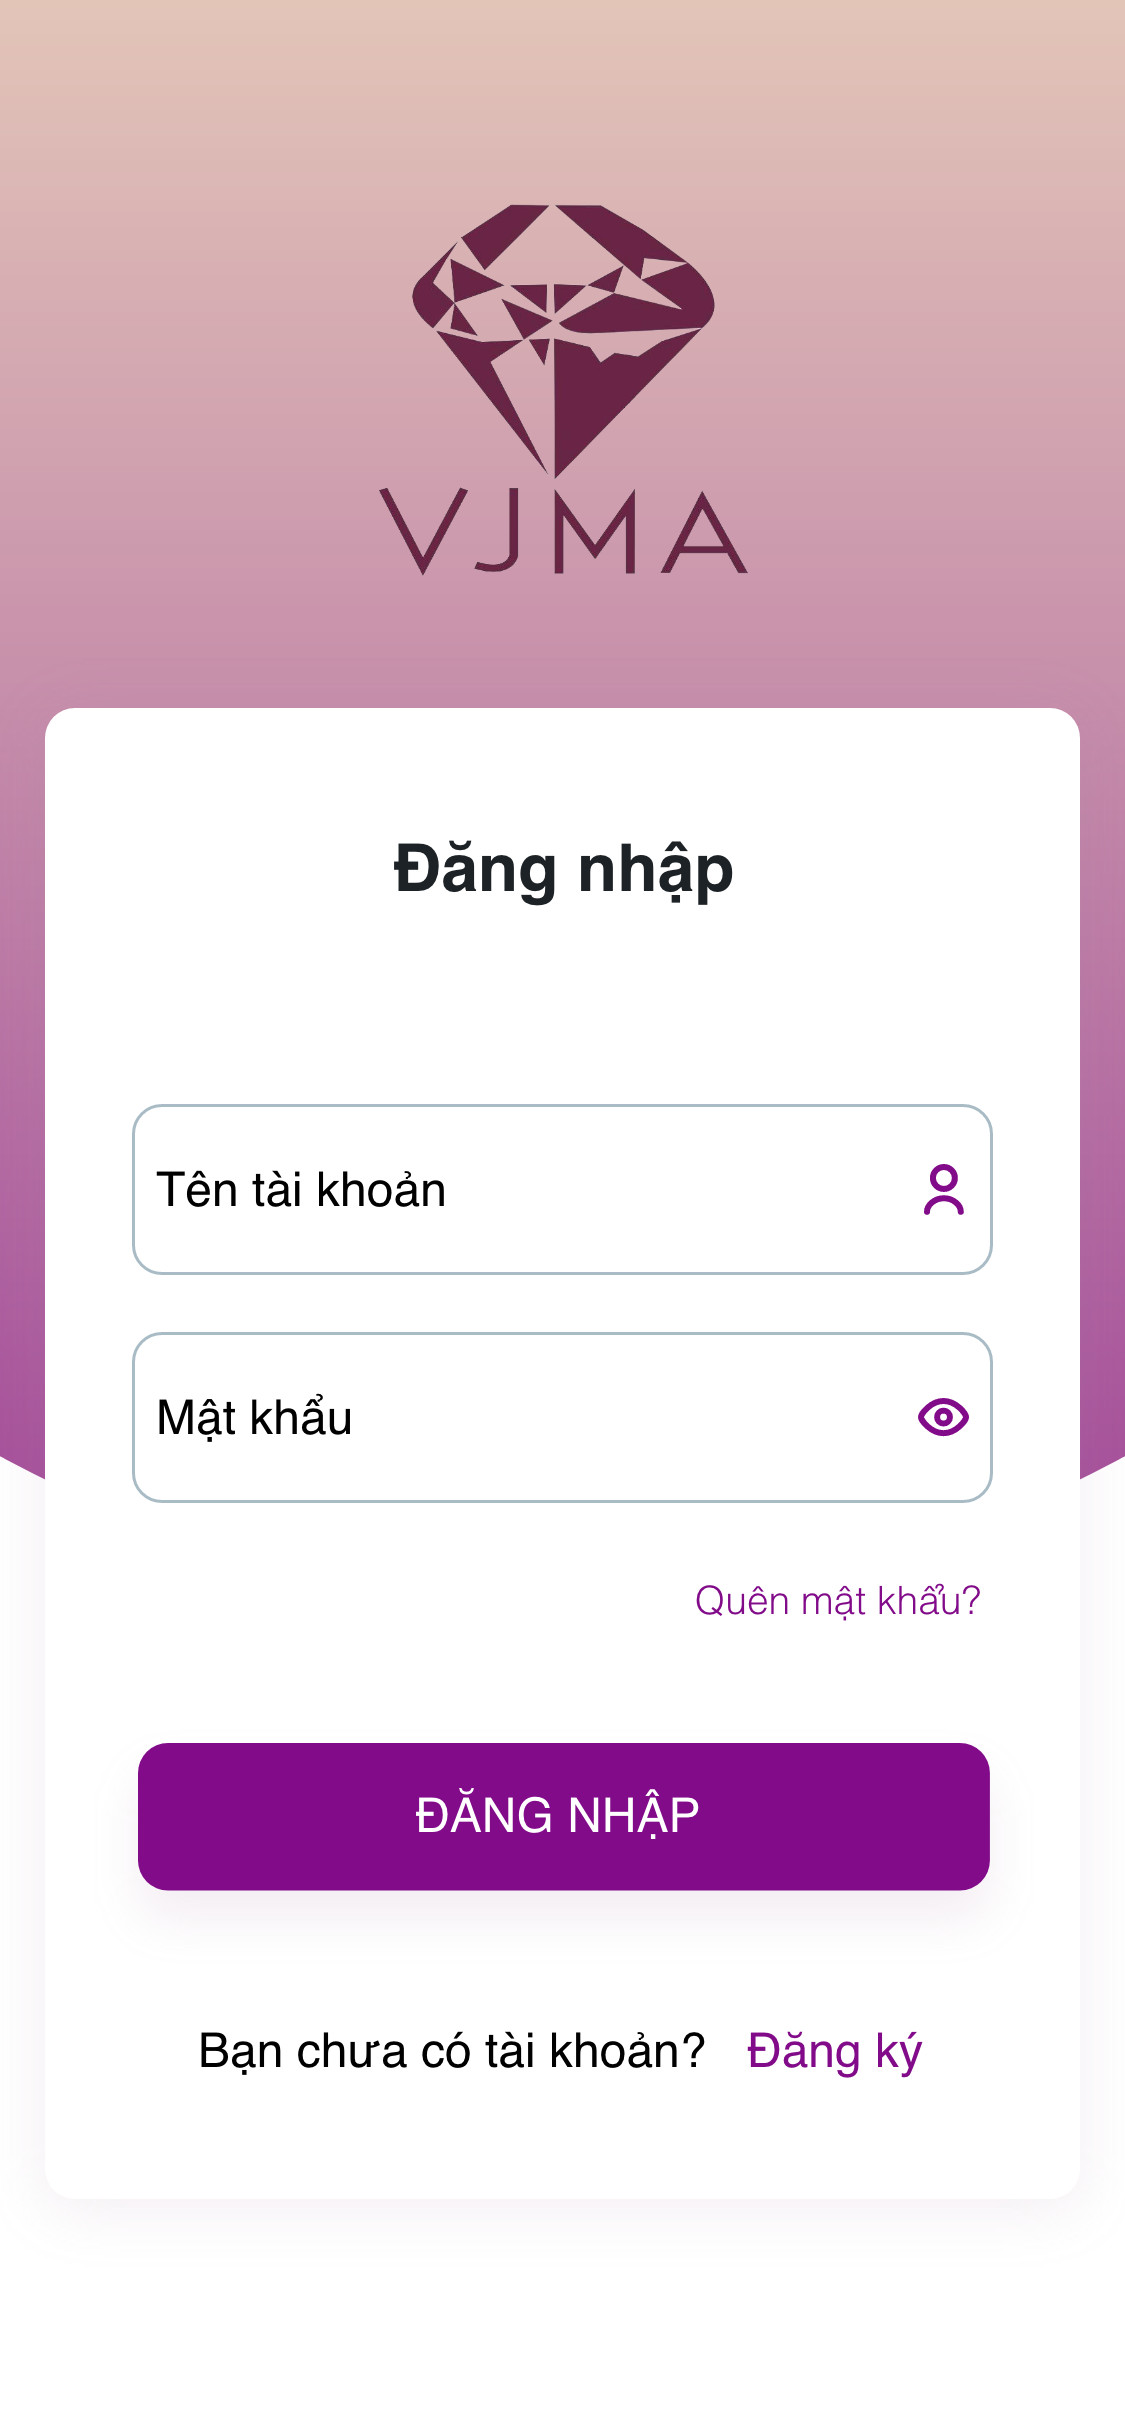 VJMA
Đăng nhập
Tên tài khoản
Mật khẩu
Quên mật khẩu?
ĐĂNG NHẬP
Bạn chưa có tài khoản? Đăng ký